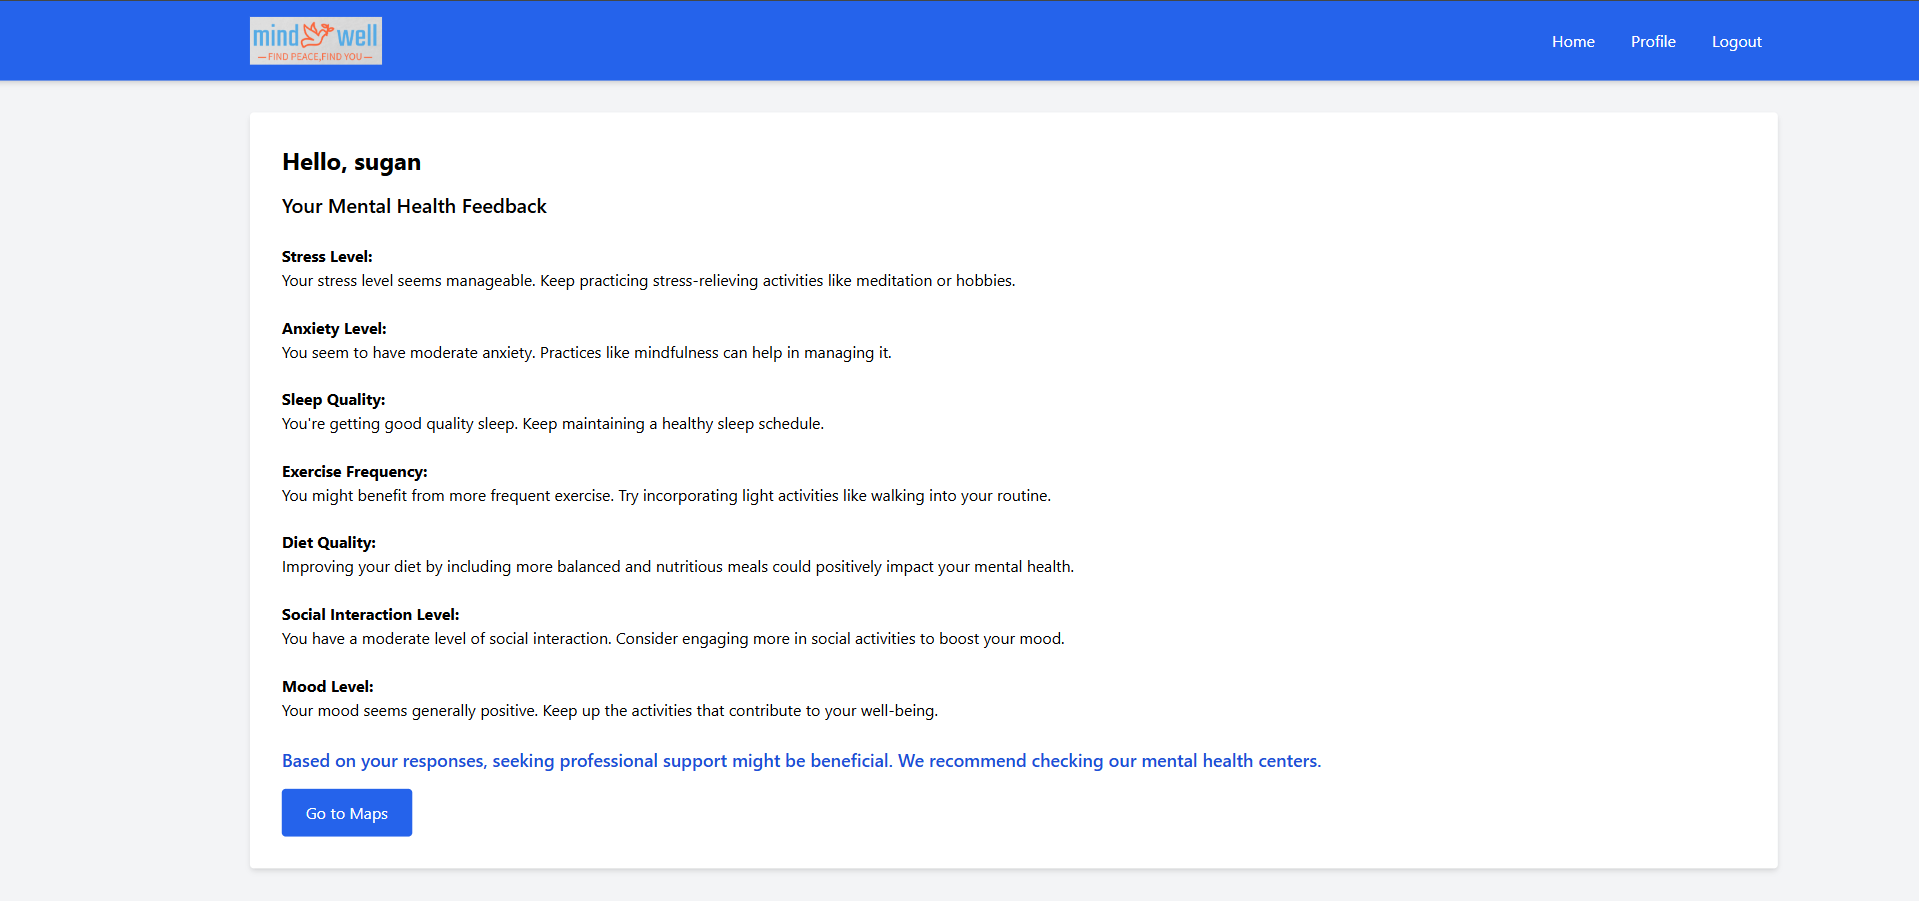 mind well
—FIND PEACE,FIND YOU—
Home Profile Logout
Hello, sugan
Your Mental Health Feedback
Stress Level:
Your stress level seems manageable. Keep practicing stress-relieving activities like meditation or hobbies.
Anxiety Level:
You seem to have moderate anxiety. Practices like mindfulness can help in managing it.
Sleep Quality:
You're getting good quality sleep. Keep maintaining a healthy sleep schedule.
Exercise Frequency:
You might benefit from more frequent exercise. Try incorporating light activities like walking into your routine.
Diet Quality:
Improving your diet by including more balanced and nutritious meals could positively impact your mental health.
Social Interaction Level:
You have a moderate level of social interaction. Consider engaging more in social activities to boost your mood.
Mood Level:
Your mood seems generally positive. Keep up the activities that contribute to your well-being.
Based on your responses, seeking professional support might be beneficial. We recommend checking our mental health centers.
Go to Maps